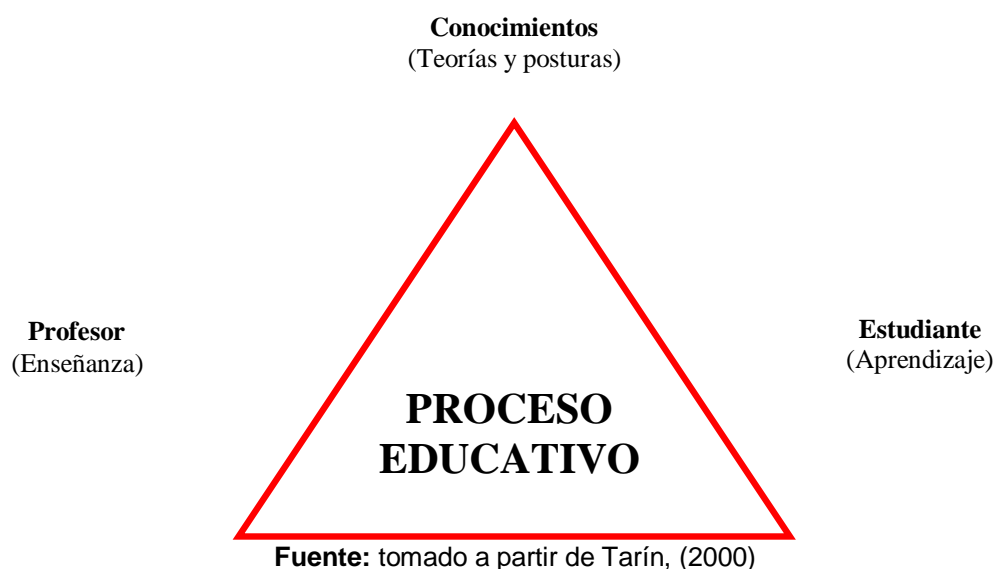 Conocimientos
(Teorías y posturas)
Profesor
(Enseñanza)
Estudiante
(Aprendizaje)
PROCESO
EDUCATIVO
Fuente: tomado a partir de Tarín, (2000)